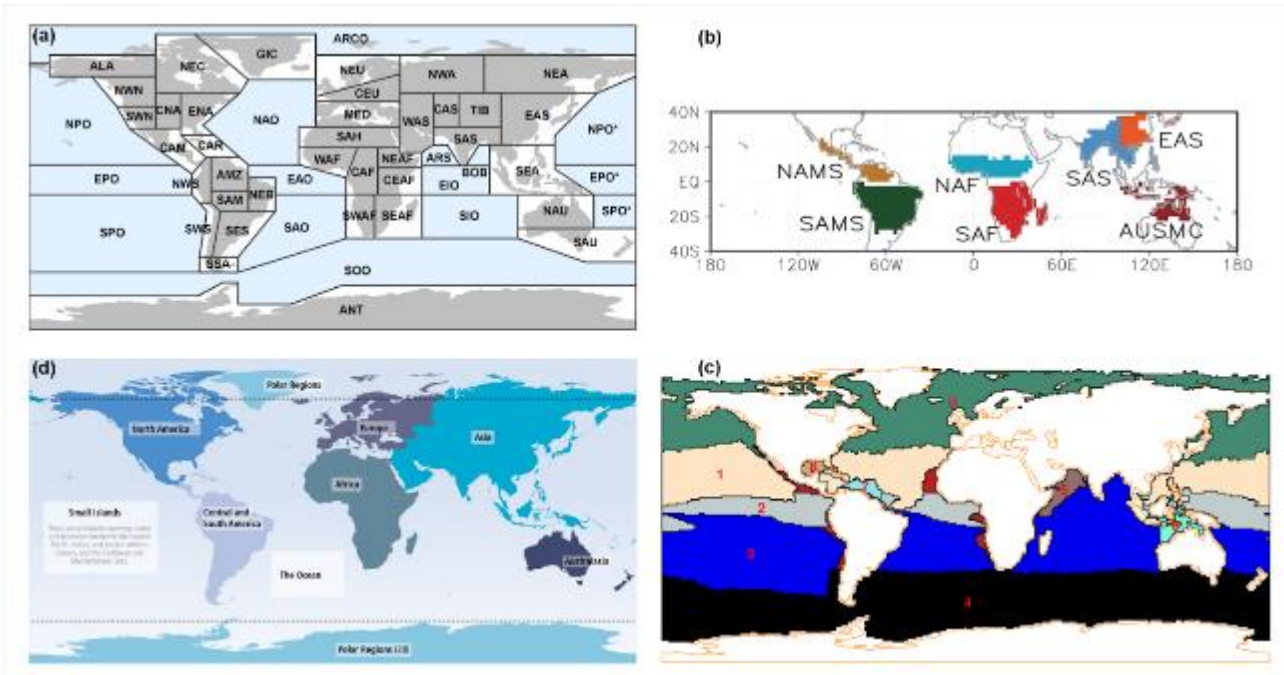 (a)
ARCO
GIC
ALA
NEC
NEU
NWA
NEA
NWN
CEU
SWN
CNA
ENA
NPO
NAO
MED
WAS
CAS
TIB
EAS
NPO*
SAH
SAS
CAM
CAR
WAF
NEAF
ARS
CAF
BOB
SEA
EPO
NWS
AMZ
EAO
CEAF
EIO
EPO*
NEB
SAM
SWAF
SEAF
NAU
SPO*
SPO
SWS
SES
SAO
SIO
SAU
SSA
SOO
ANT
(b)
40N
20N
EQ
20S
40S
NAMS
SAMS
NAF
SAF
SAS
EAS
AUSMC
180
120W
60W
0
60E
120E
180
(d)
Polar Regions
North America
Europe
Asia
Africa
Small Islands
Central and
South America
The Ocean
Australasia
(c)
1
2
3
4